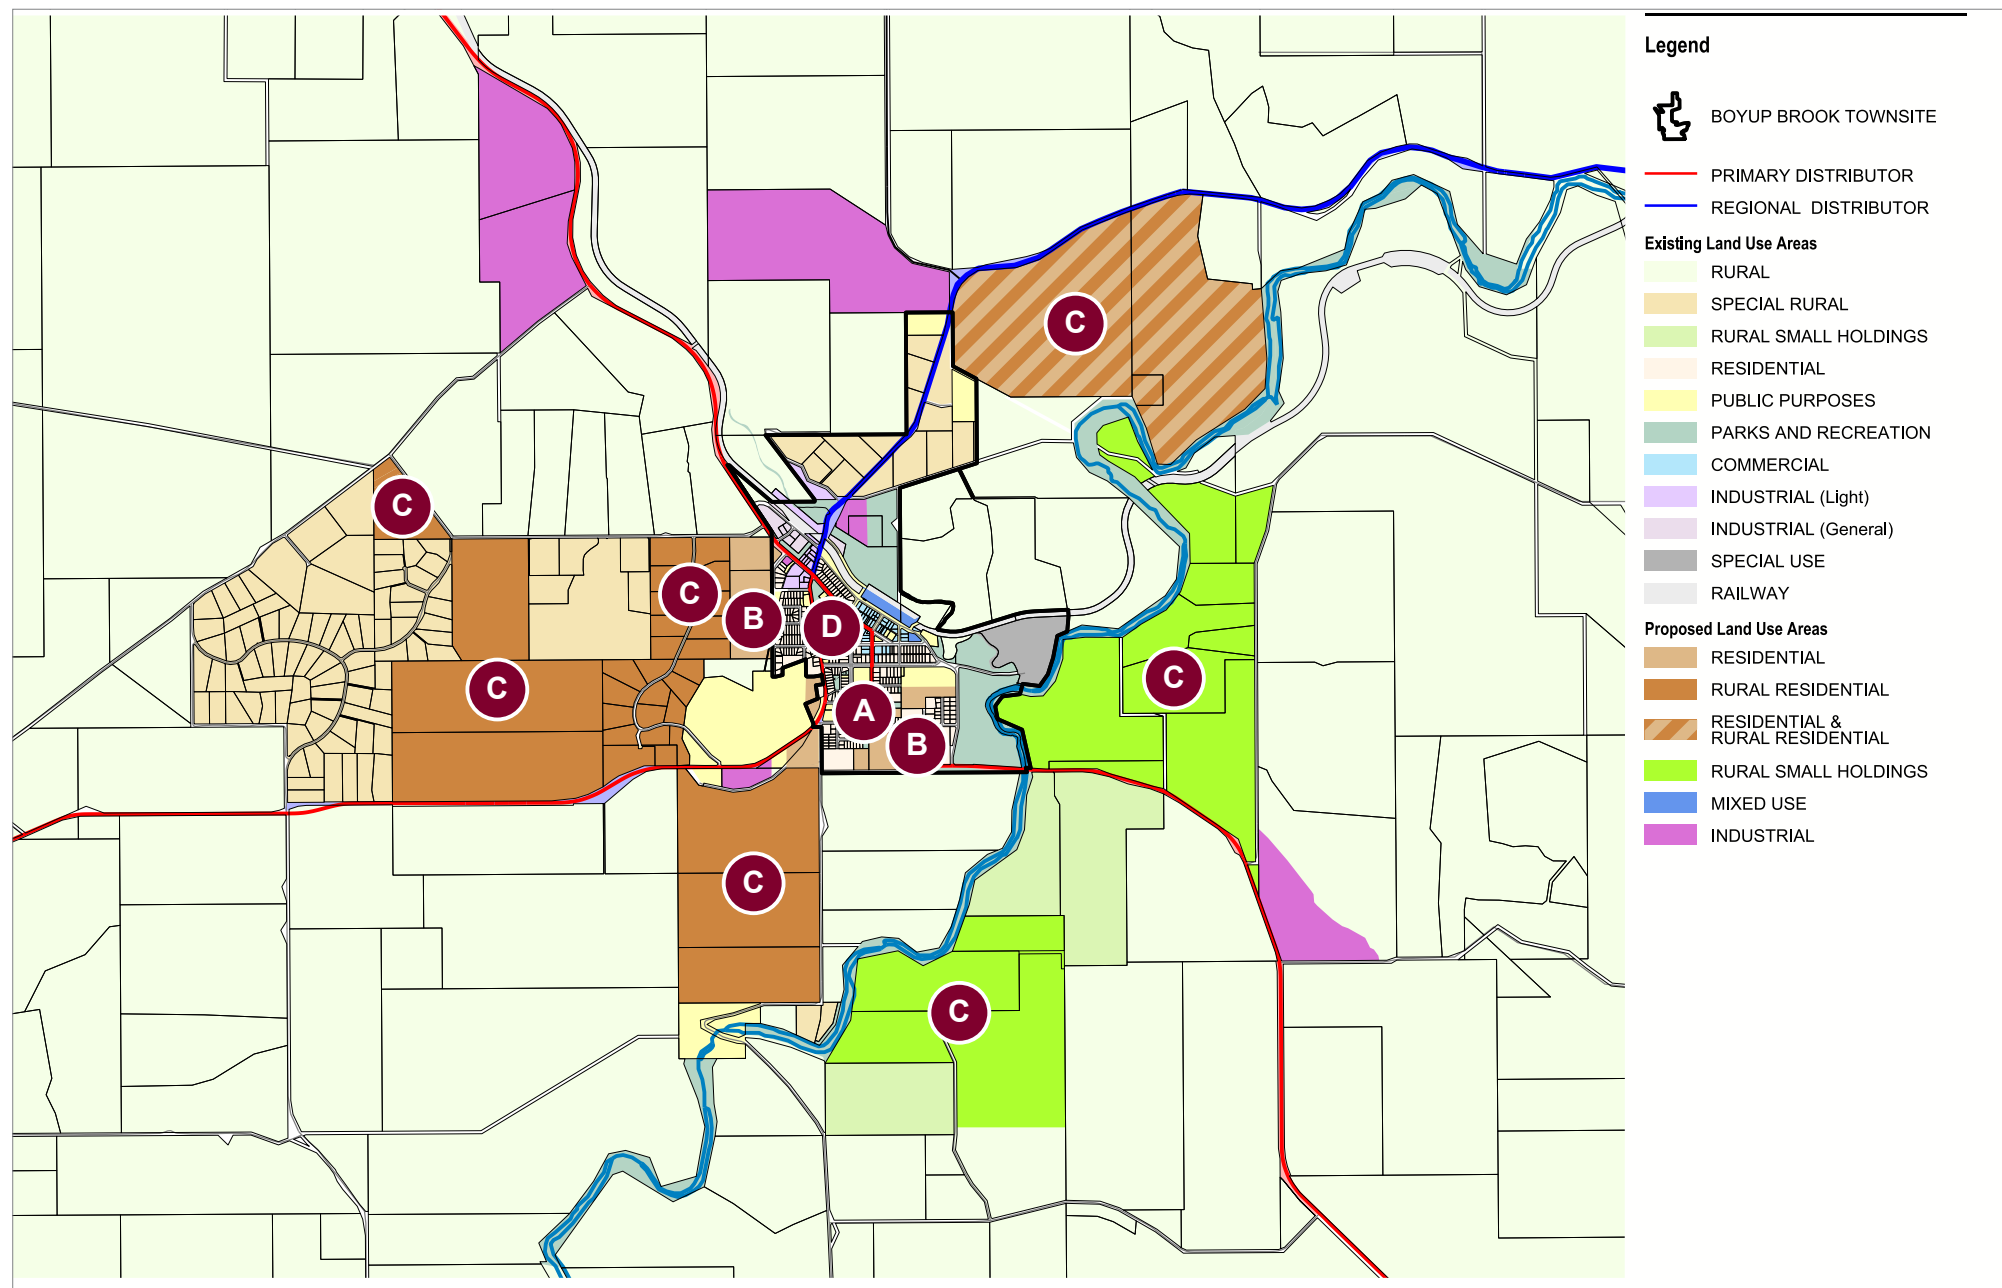 Legend
BOYUP BROOK TOWNSITE
PRIMARY DISTRIBUTOR
REGIONAL DISTRIBUTOR
Existing Land Use Areas
RURAL
SPECIAL RURAL
RURAL SMALL HOLDINGS
RESIDENTIAL
PUBLIC PURPOSES
PARKS AND RECREATION
COMMERCIAL
INDUSTRIAL (Light)
INDUSTRIAL (General)
SPECIAL USE
RAILWAY
Proposed Land Use Areas
RESIDENTIAL
RURAL RESIDENTIAL
RESIDENTIAL &
RURAL RESIDENTIAL
RURAL SMALL HOLDINGS
MIXED USE
INDUSTRIAL
C
C
C
B
D
C
C
A
B
C
C